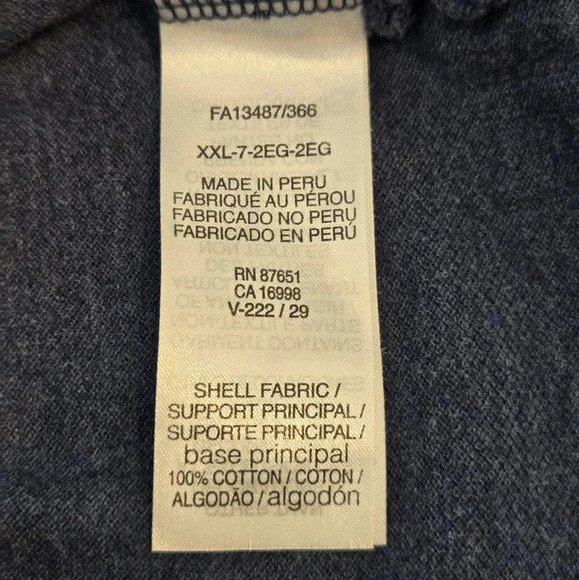 FA13487/366
XXL-7-2EG-2EG
MADE IN PERU
FABRIQUÉ AU PÉROU
FABRICADO NO PERU
FABRICADO EN PERÚ
RN 87651
CA 16998
V-222 / 29
SHELL FABRIC /
SUPPORT PRINCIPAL /
SUPORTE PRINCIPAL /
base principal
100% COTTON / COTON /
ALGODÃO / algodón